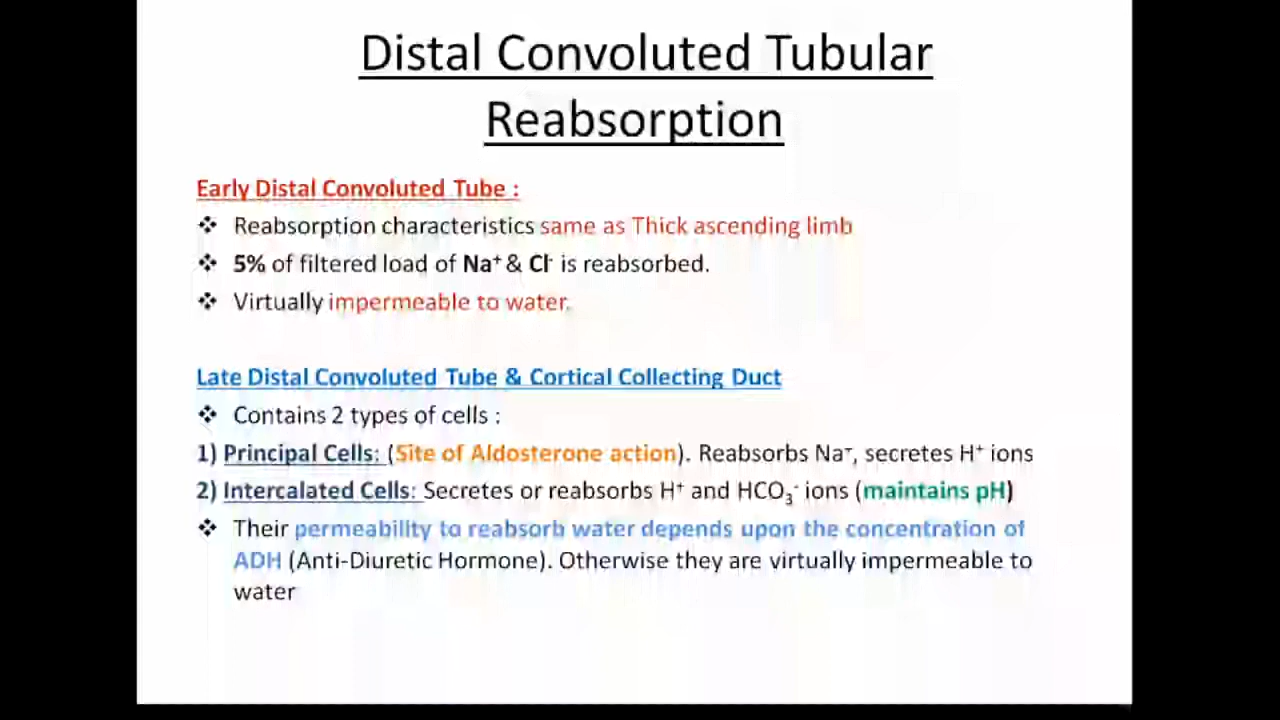 Distal Convoluted Tubular
Reabsorption
Early Distal Convoluted Tube :
❖ Reabsorption characteristics same as Thick ascending limb
❖ 5% of filtered load of Na⁺ & Cl⁻ is reabsorbed.
❖ Virtually impermeable to water.
Late Distal Convoluted Tube & Cortical Collecting Duct
❖ Contains 2 types of cells :
1) Principal Cells: (Site of Aldosterone action). Reabsorbs Na⁺, secretes H⁺ ions
2) Intercalated Cells: Secretes or reabsorbs H⁺ and HCO₃⁻ ions (maintains pH)
❖ Their permeability to reabsorb water depends upon the concentration of
ADH (Anti-Diuretic Hormone). Otherwise they are virtually impermeable to
water